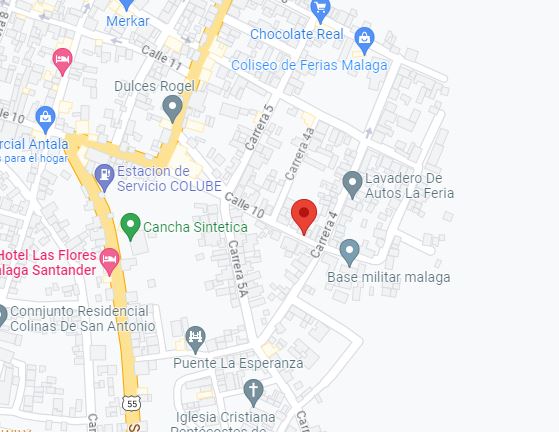 Merkar
Chocolate Real
Calle 11
Coliseo de Ferias Malaga
Dulces Rogel
Carrera 5
Calle 10
Carrera 4a
rcial Antala
s para el hogar
Estación de
Servicio COLUBE
Lavadero De
Autos La Feria
Calle 10
Cancha Sintetica
Carrera 4
Hotel Las Flores
alaga Santander
Carrera 5A
Base militar malaga
Connjunto Residencial
Colinas De San Antonio
Puente La Esperanza
55
Iglesia Cristiana
Pentecostes de